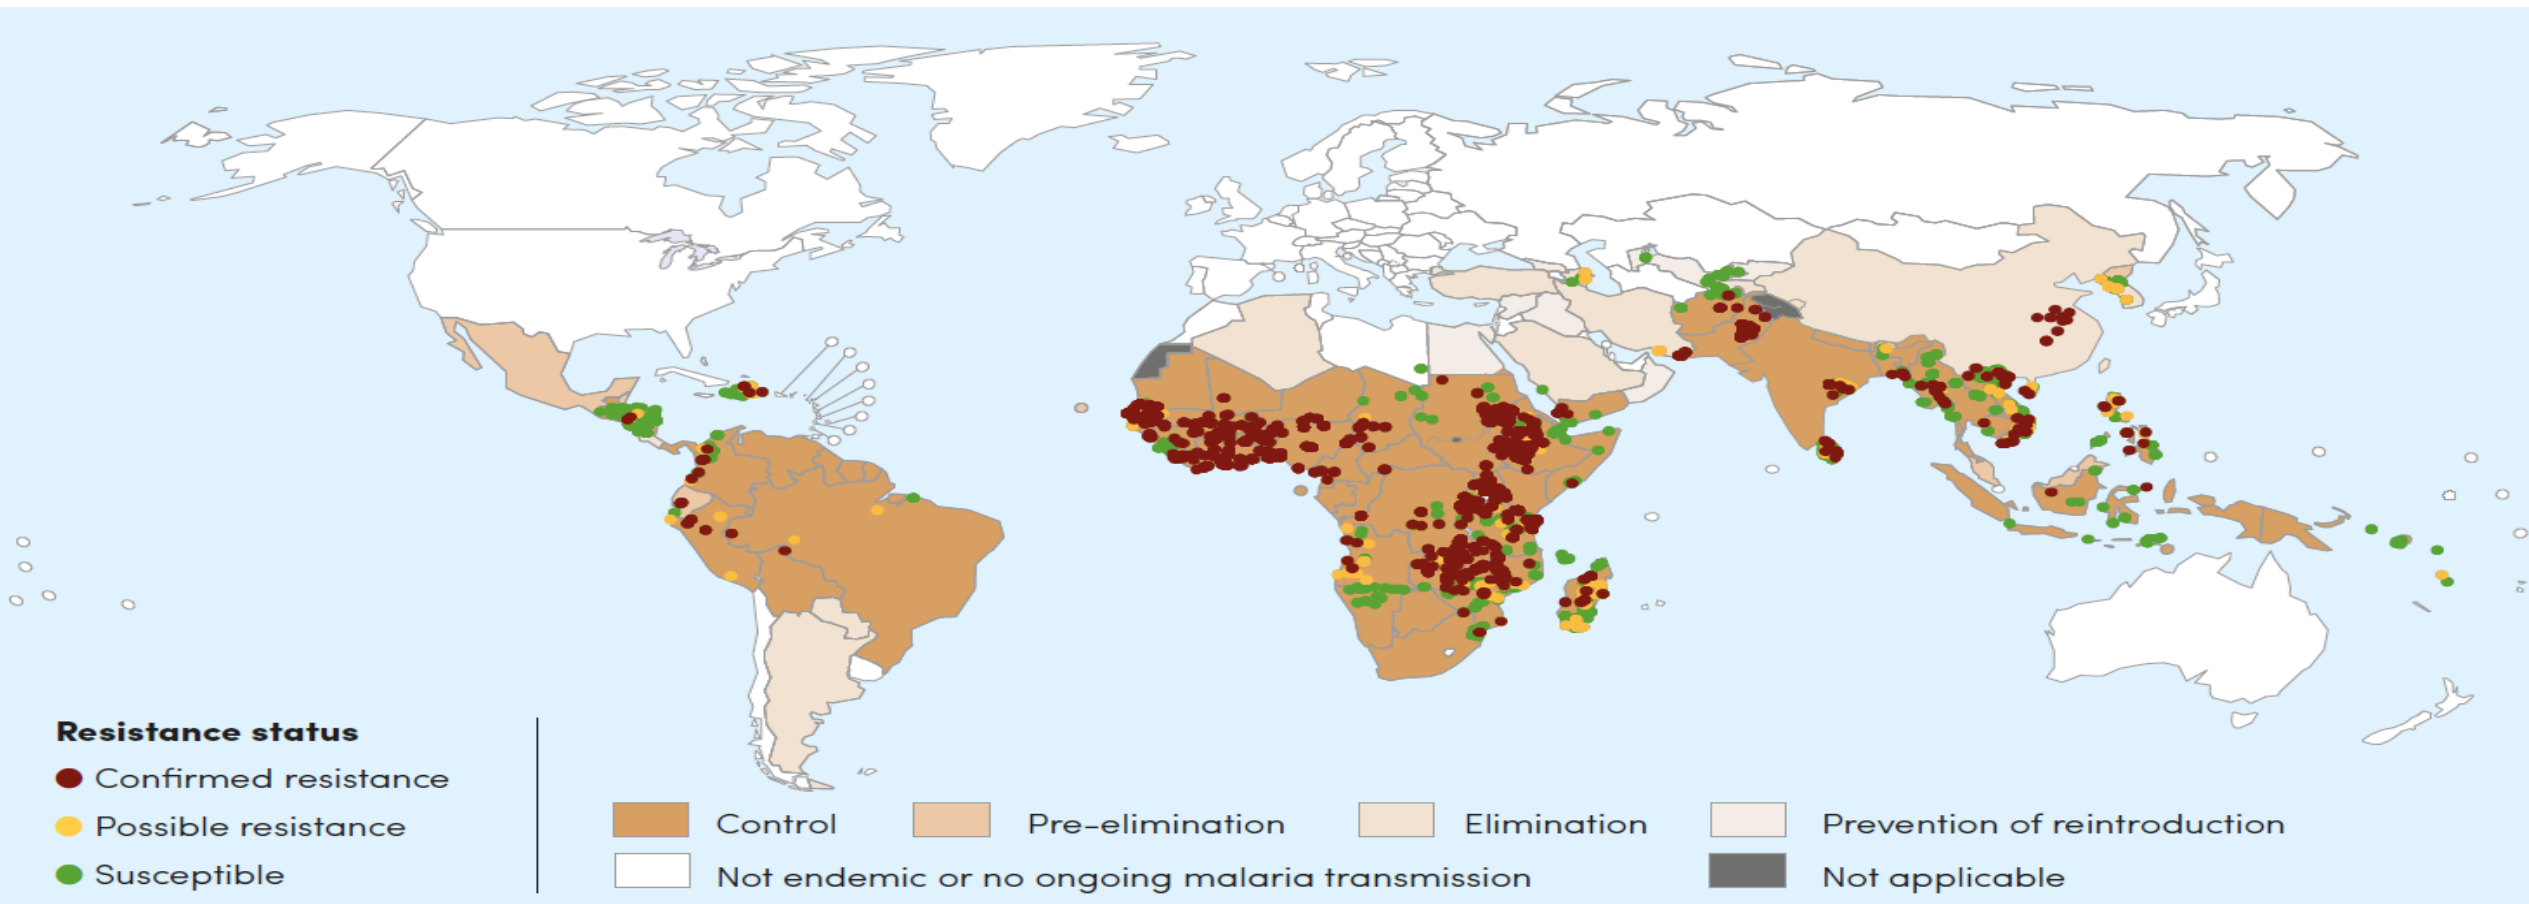 Resistance status
Confirmed resistance
Possible resistance
Susceptible
Control
Pre-elimination
Elimination
Prevention of reintroduction
Not endemic or no ongoing malaria transmission
Not applicable